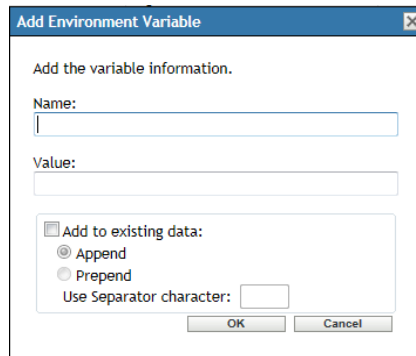 Add Environment Variable
Add the variable information.
Name:
Value:
Add to existing data:
Append
Prepend
Use Separator character:
OK Cancel